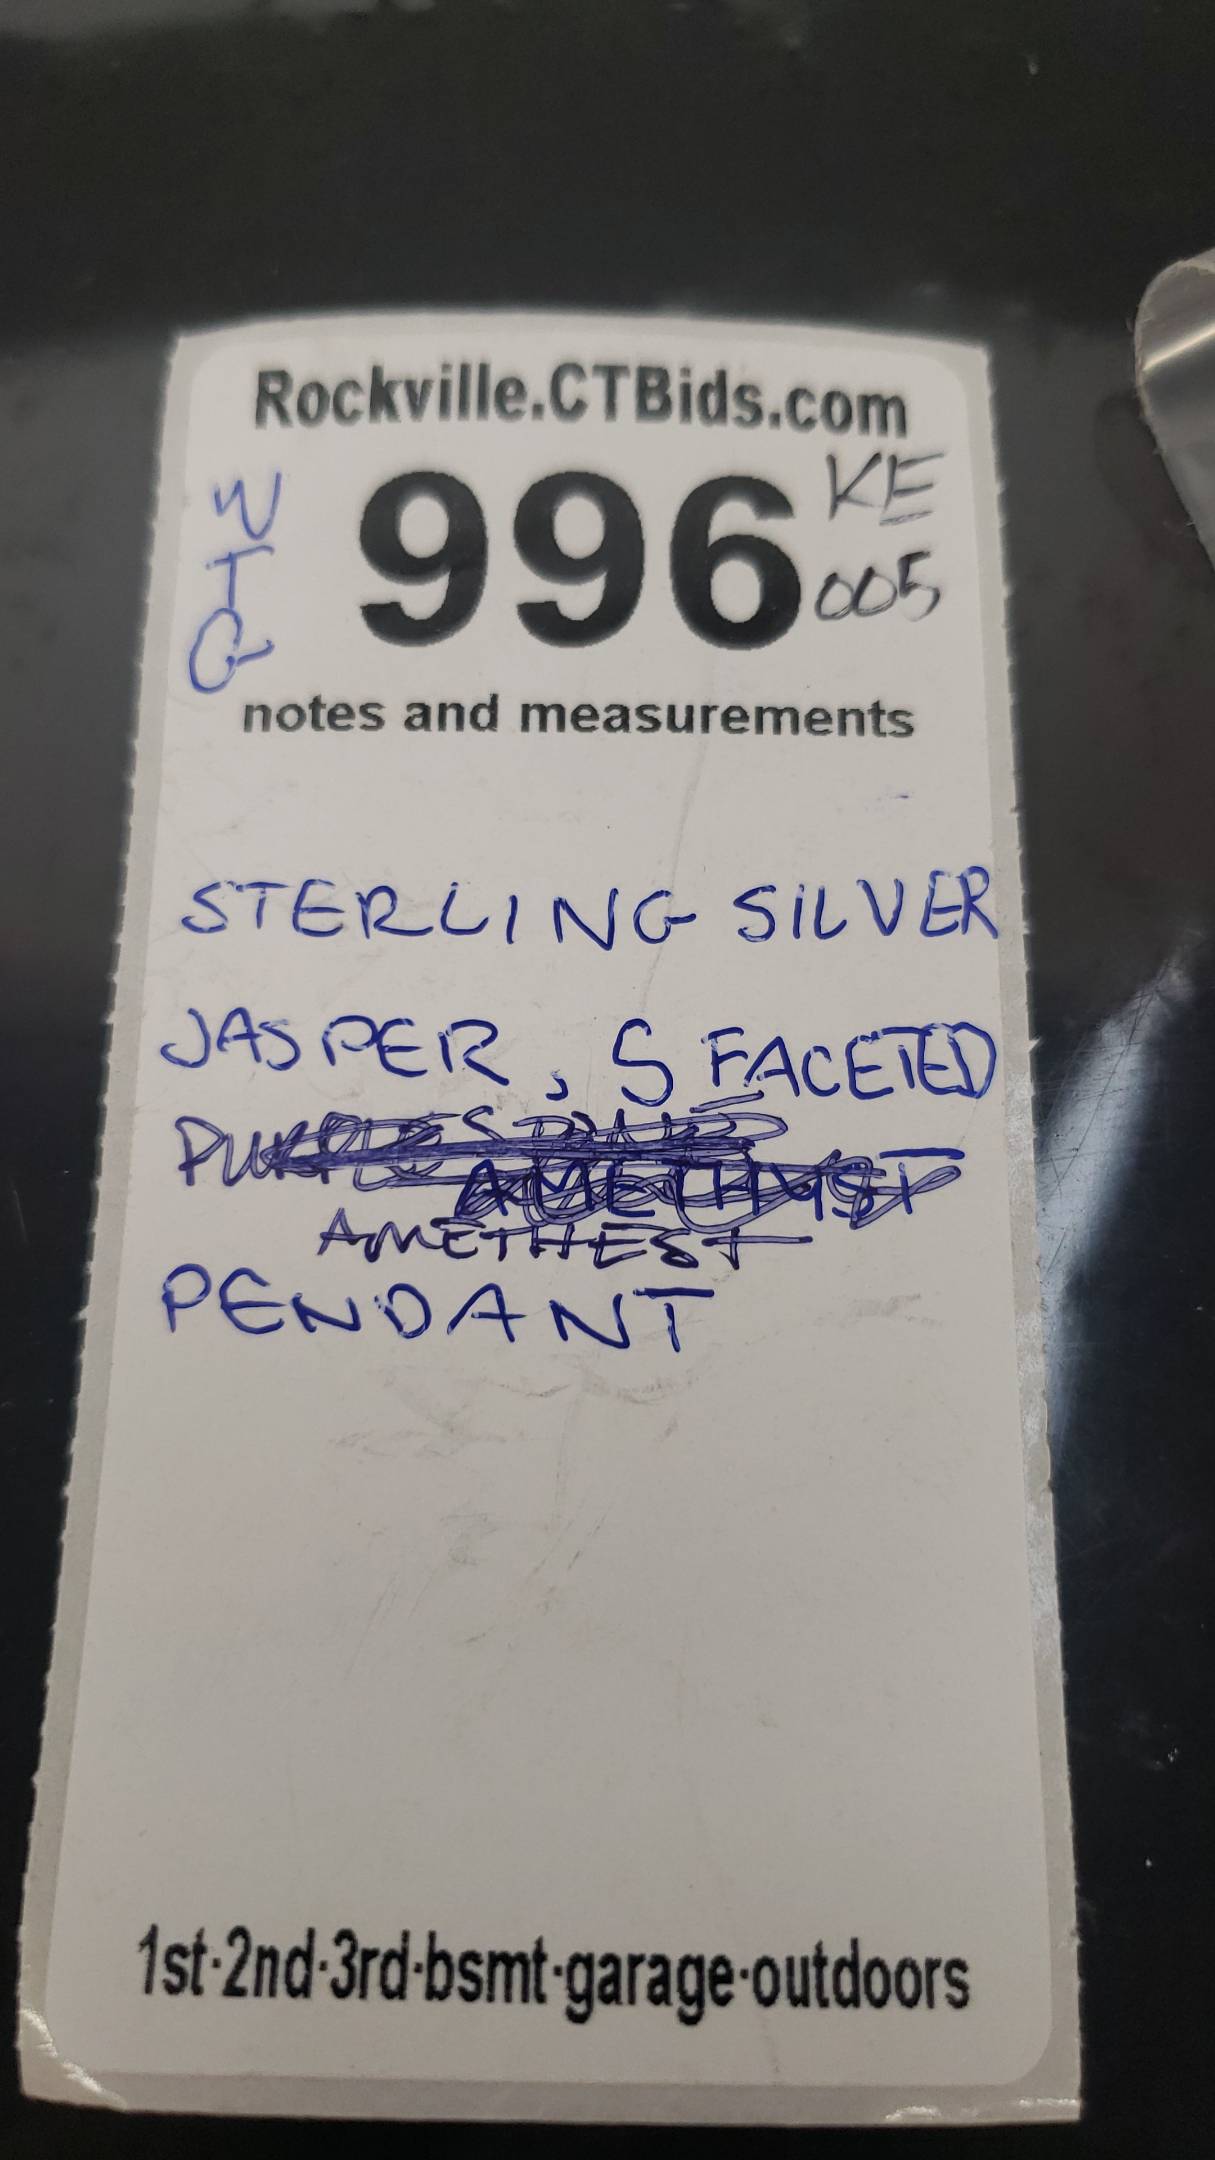 Rockville.CTBids.com
W
T
Q
996
KE
005
notes and measurements
STERLING SILVER
JASPER, 5 FACETED
AMETHYST
AMETHEST
PENDANT
1st·2nd·3rd·bsmt·garage·outdoors